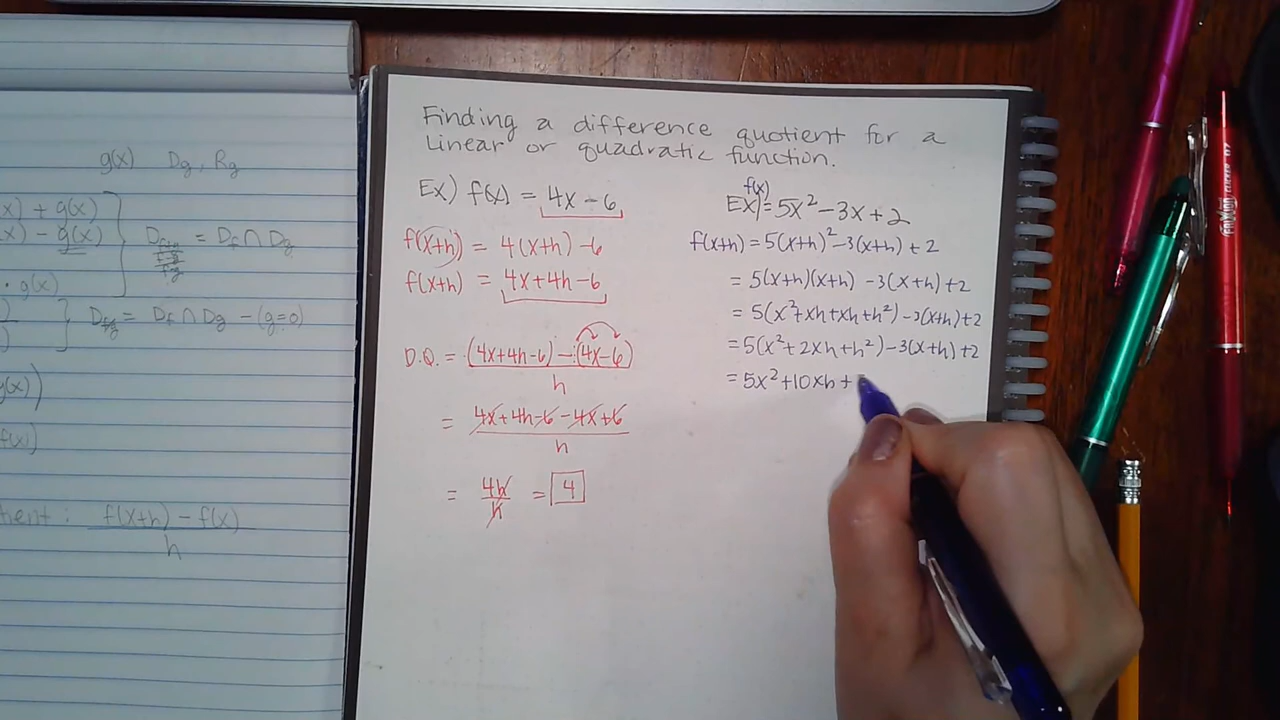 g(x) Dg, Rg
x) + g(x)
x) - g(x)
= Df ∩ Dg
· g(x)
= Df ∩ Dg - (g=0)
g(x))
f(x))
ient : f(x+h) - f(x)
h
Finding a difference quotient for a
linear or quadratic function.
Ex) f(x) = 4x - 6
f(x+h) = 4(x+h) - 6
f(x+h) = 4x+4h-6
D.Q. = (4x+4h-6) - (4x-6)
h
= 4x+4h-6-4x+6
h
= 4h = 4
h
f(x)
Ex) = 5x² - 3x + 2
f(x+h) = 5(x+h)² - 3(x+h) + 2
= 5(x+h)(x+h) - 3(x+h) + 2
= 5(x² + xh + xh + h²) - 3(x+h) + 2
= 5(x² + 2xh + h²) - 3(x+h) + 2
= 5x² + 10xh +